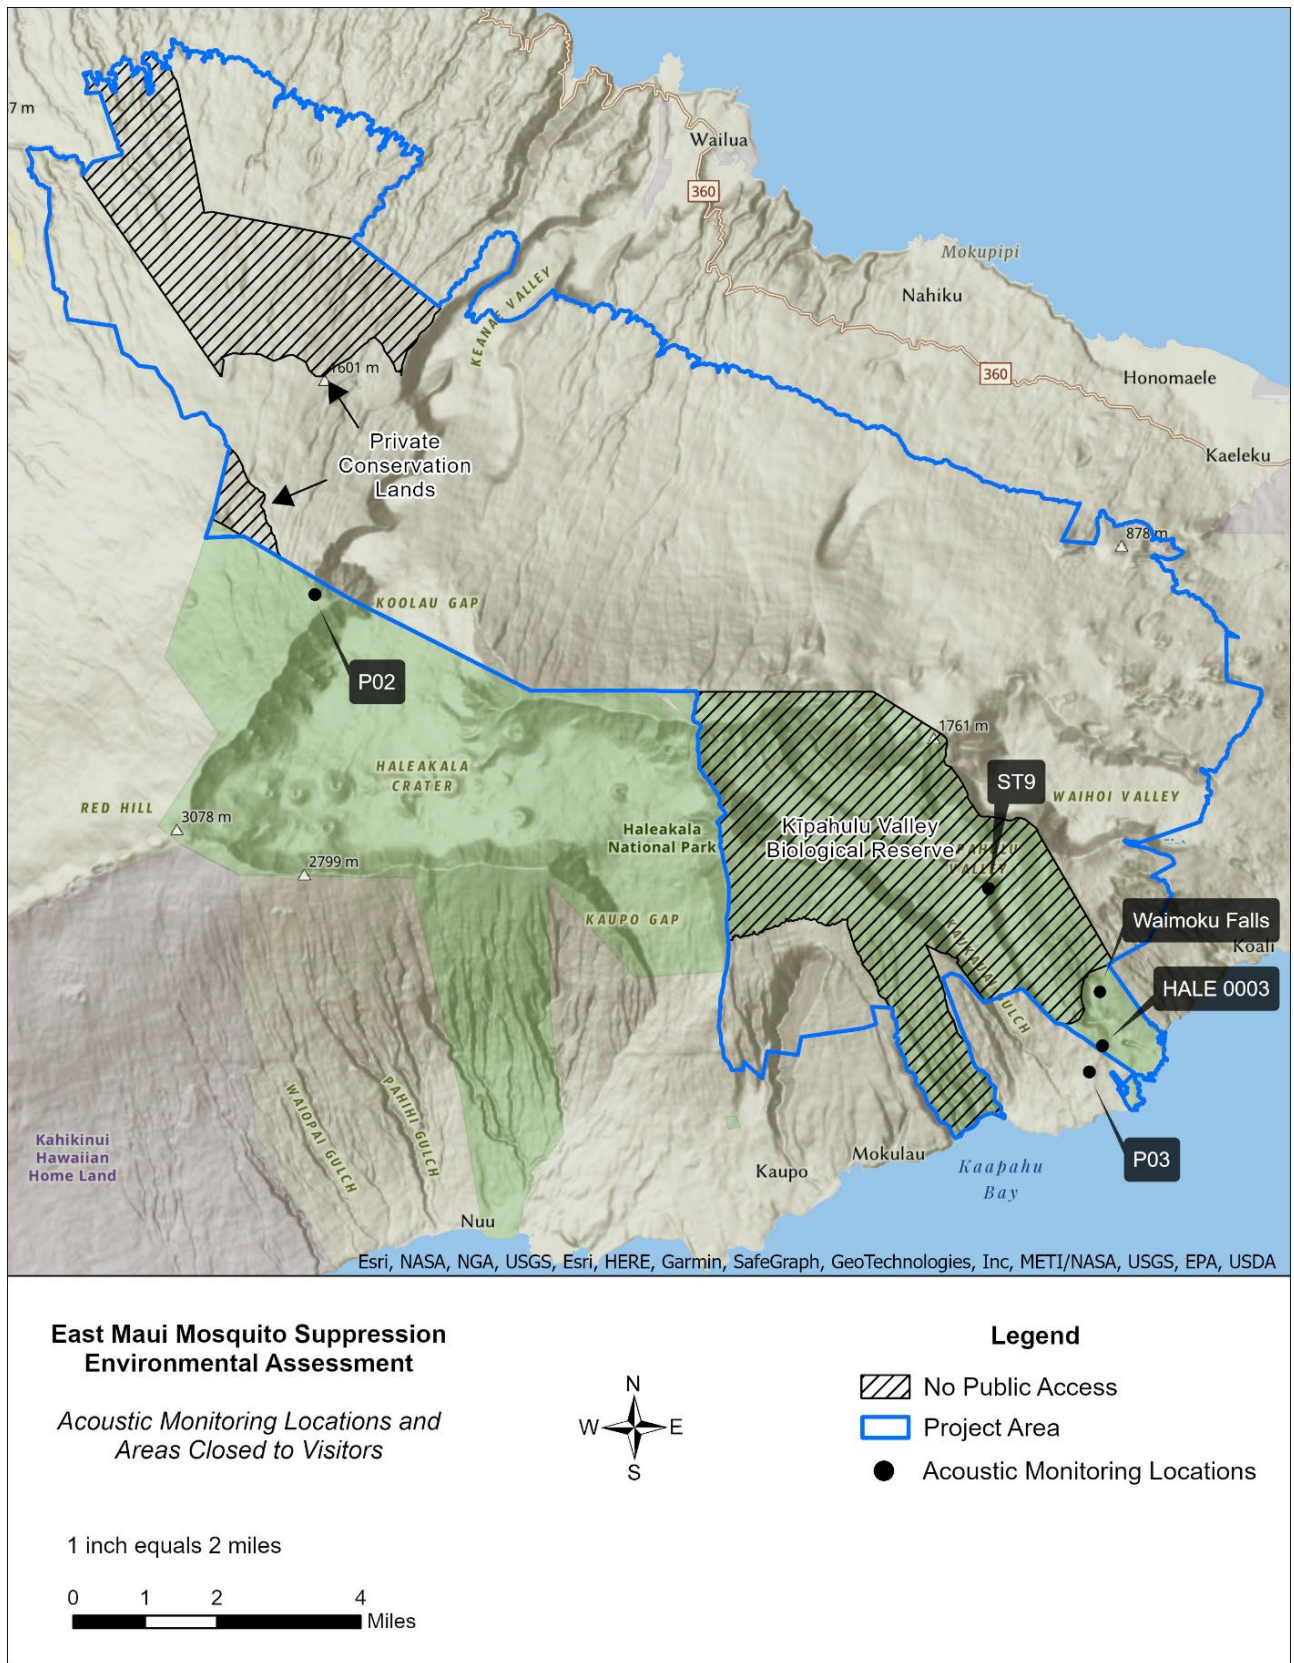 7 m
Wailua
360
Mokupipi
Nahiku
KEANAE VALLEY
1601 m
360
Honomaele
Private
Conservation
Lands
Kaeleku
878 m
KOOLAU GAP
P02
1761 m
HALEAKALA
CRATER
ST9
WAIHOI VALLEY
RED HILL
3078 m
Haleakala
National Park
Kīpahulu Valley
Biological Reserve
VALLEY
2799 m
KAUPO GAP
Waimoku Falls
Koali
GULCH
HALE 0003
WAIOPAI GULCH
PAHIHI GULCH
Kahikinui
Hawaiian
Home Land
Mokulau
Kaupo
Kaapahu
Bay
P03
Nuu
Esri, NASA, NGA, USGS, Esri, HERE, Garmin, SafeGraph, GeoTechnologies, Inc, METI/NASA, USGS, EPA, USDA
East Maui Mosquito Suppression
Environmental Assessment
Acoustic Monitoring Locations and
Areas Closed to Visitors
1 inch equals 2 miles
0 1 2 4
Miles
N
W E
S
Legend
No Public Access
Project Area
Acoustic Monitoring Locations